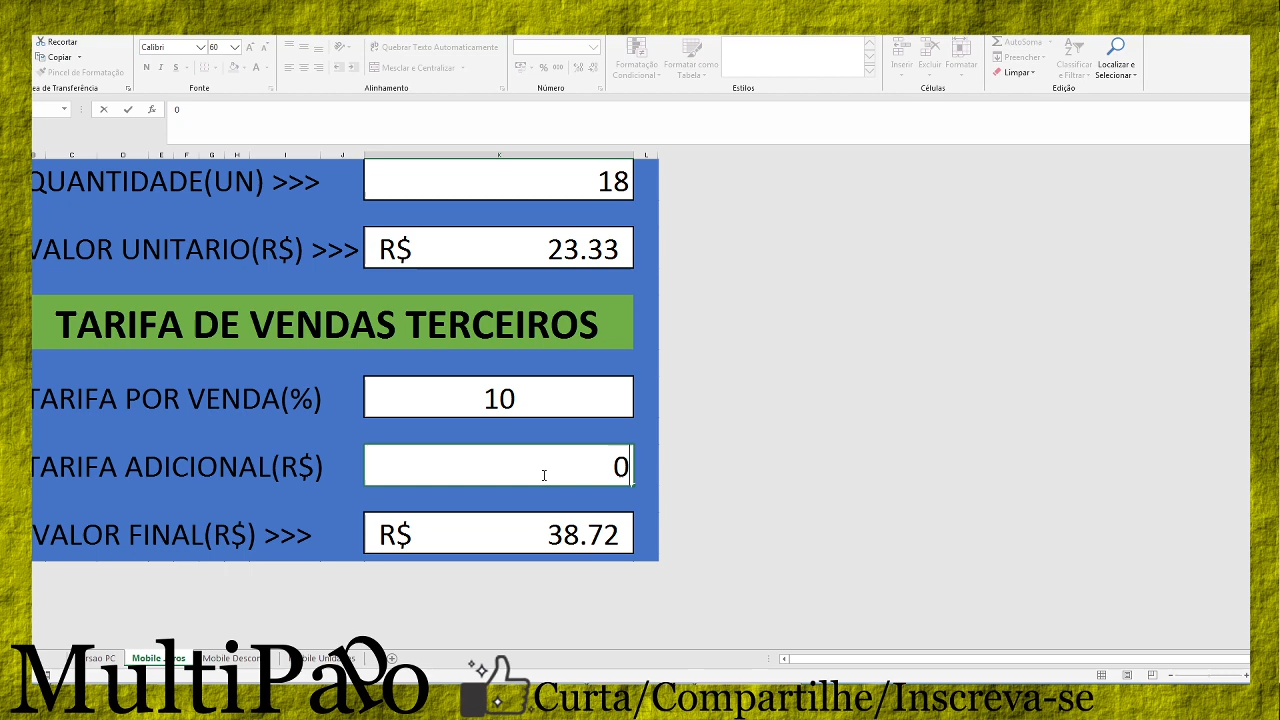 Recortar
Copiar
Pincel de Formatação
Calibri 60
N I S
Quebrar Texto Automaticamente
Mesclar e Centralizar
% 000
Formatação Condicional
Formatar como Tabela
Inserir Excluir Formatar
AutoSoma
Preencher
Limpar
Classificar e Filtrar
Localizar e Selecionar
Fonte
Alinhamento
Número
Estilos
Células
Edição
fx 0
C D E F G H I J K L
QUANTIDADE(UN) >>> 18
VALOR UNITARIO(R$) >>> R$ 23.33
TARIFA DE VENDAS TERCEIROS
TARIFA POR VENDA(%) 10
TARIFA ADICIONAL(R$) 0
VALOR FINAL(R$) >>> R$ 38.72
MultiPapo
Curta/Compartilhe/Inscreva-se